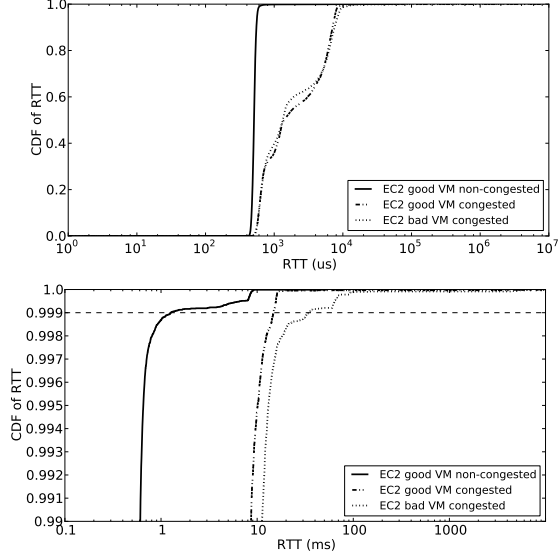 1.0
0.8
0.6
0.4
0.2
0.0
CDF of RTT
10^0 10^1 10^2 10^3 10^4 10^5 10^6 10^7
RTT (us)
EC2 good VM non-congested
EC2 good VM congested
EC2 bad VM congested
1.0
0.999
0.998
0.997
0.996
0.995
0.994
0.993
0.992
0.991
0.99
CDF of RTT
0.1 1 10 100 1000
RTT (ms)
EC2 good VM non-congested
EC2 good VM congested
EC2 bad VM congested